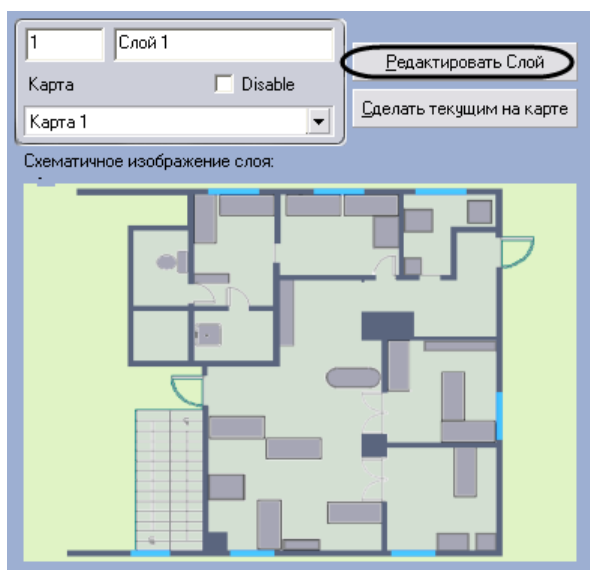 1
Слой 1
Редактировать Слой
Карта
Disable
Сделать текущим на карте
Карта 1
Схематичное изображение слоя: